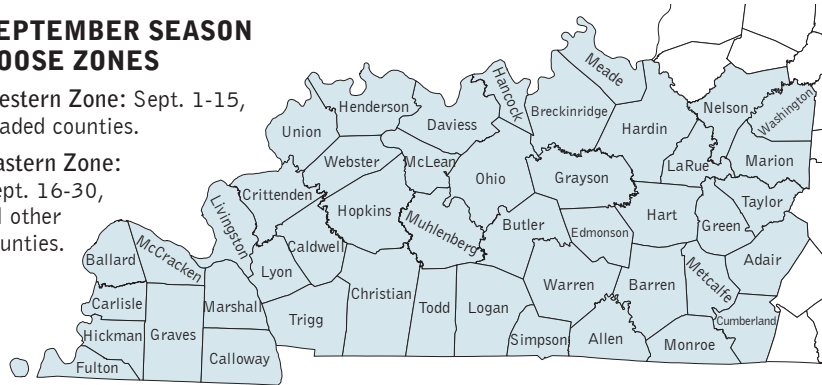 EPTEMBER SEASON
OOSE ZONES
estern Zone: Sept. 1-15,
aded counties.
astern Zone:
ept. 16-30,
l other
ounties.
Meade
Hancock
Henderson
Breckinridge
Nelson
Washington
Union
Daviess
Hardin
Webster
McLean
Marion
LaRue
Ohio
Grayson
Crittenden
Taylor
Livingston
Hopkins
Hart
Muhlenberg
Butler
Green
Edmonson
Caldwell
McCracken
Ballard
Adair
Lyon
Metcalfe
Warren
Barren
Christian
Carlisle
Marshall
Todd
Logan
Trigg
Cumberland
Hickman
Graves
Simpson
Allen
Monroe
Calloway
Fulton